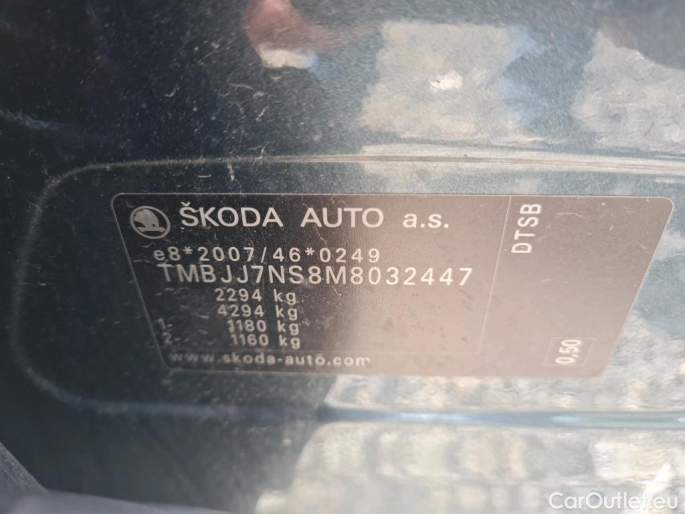 ŠKODA AUTO a.s.
e8*2007/46*0249
TMBJJ7NS8M8032447
2294 kg
4294 kg
1. 1180 kg
2. 1160 kg
www.skoda-auto.com
DTSB
0,50
CarOutlet.eu